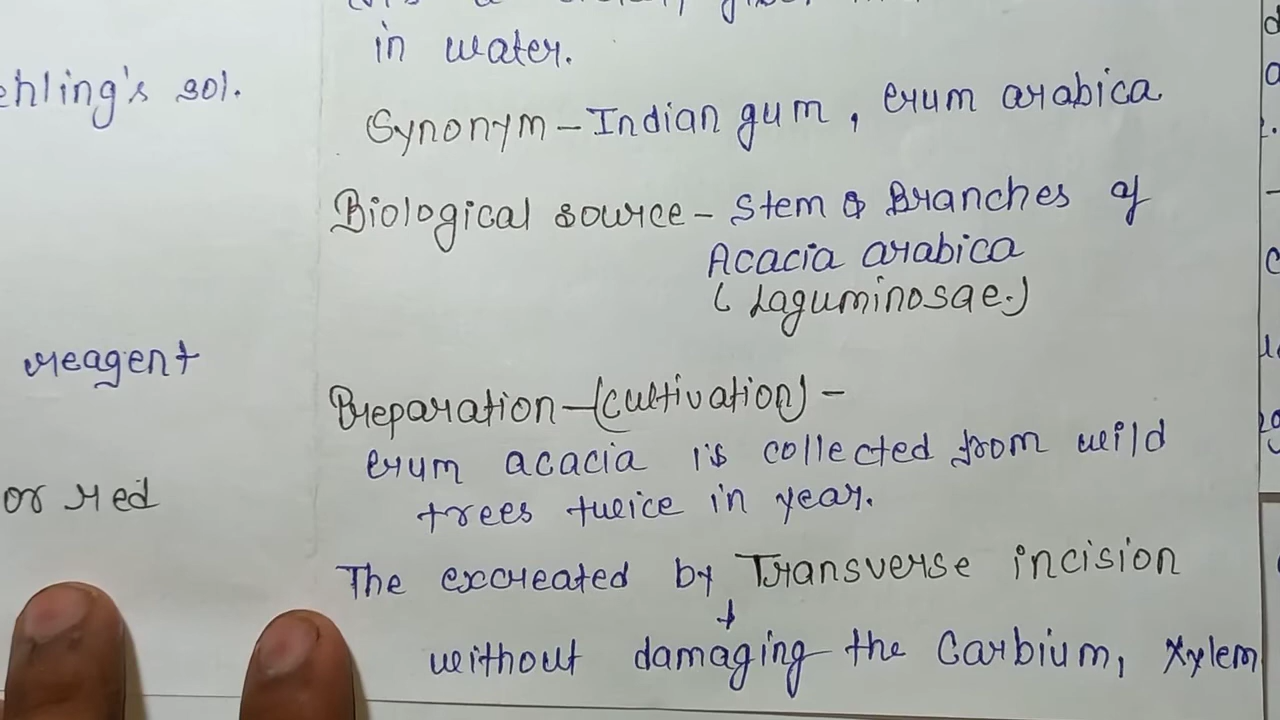 in water.
ehling's sol.
Synonym - Indian gum, Gum arabica
Biological source - Stem & Branches of
Acacia arabica
(Laguminosae.)
reagent
Preparation - (cultivation) -
Gum acacia is collected from wild
trees twice in year.
or red
The excreated by Transverse incision
without damaging the Carbium, Xylem